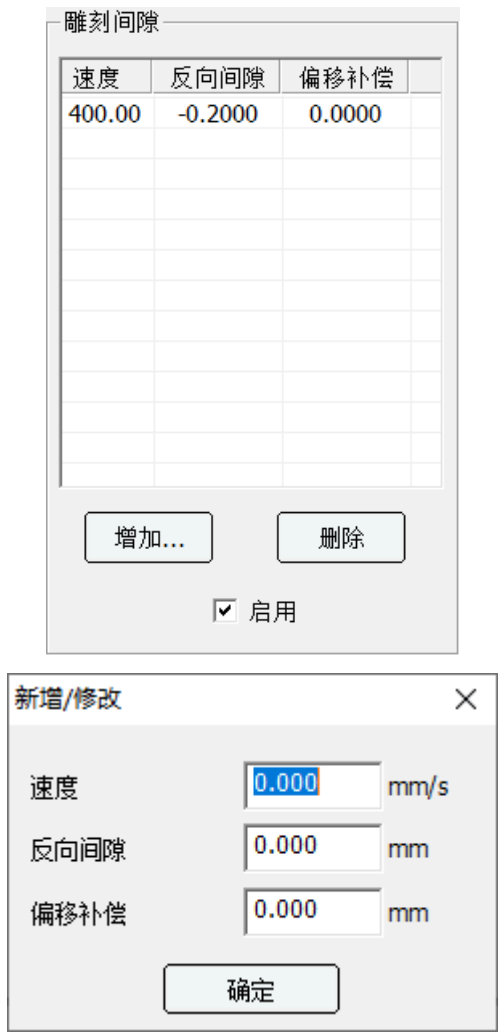 雕刻间隙
速度 反向间隙 偏移补偿
400.00 -0.2000 0.0000
增加... 删除
启用
新增/修改
速度 0.000 mm/s
反向间隙 0.000 mm
偏移补偿 0.000 mm
确定